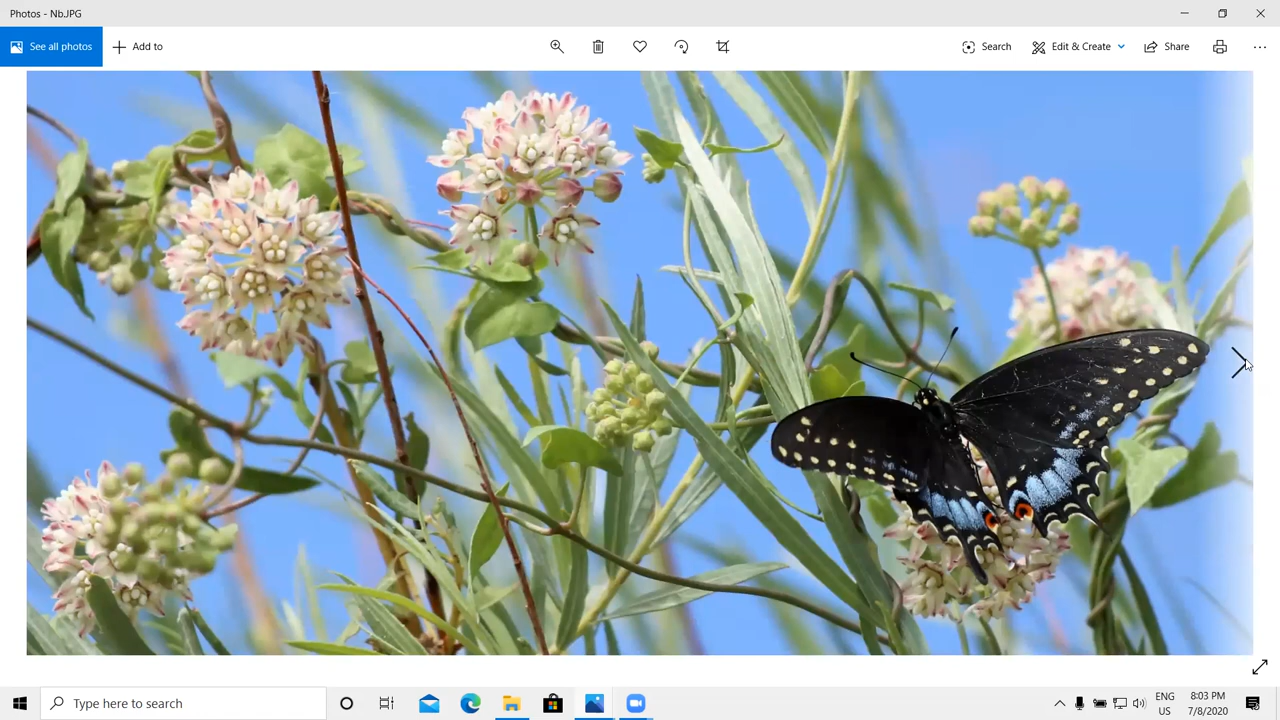 Photos - Nb.JPG
See all photos
Add to
Search
Edit & Create
Share
Type here to search
ENG
US
8:03 PM
7/8/2020